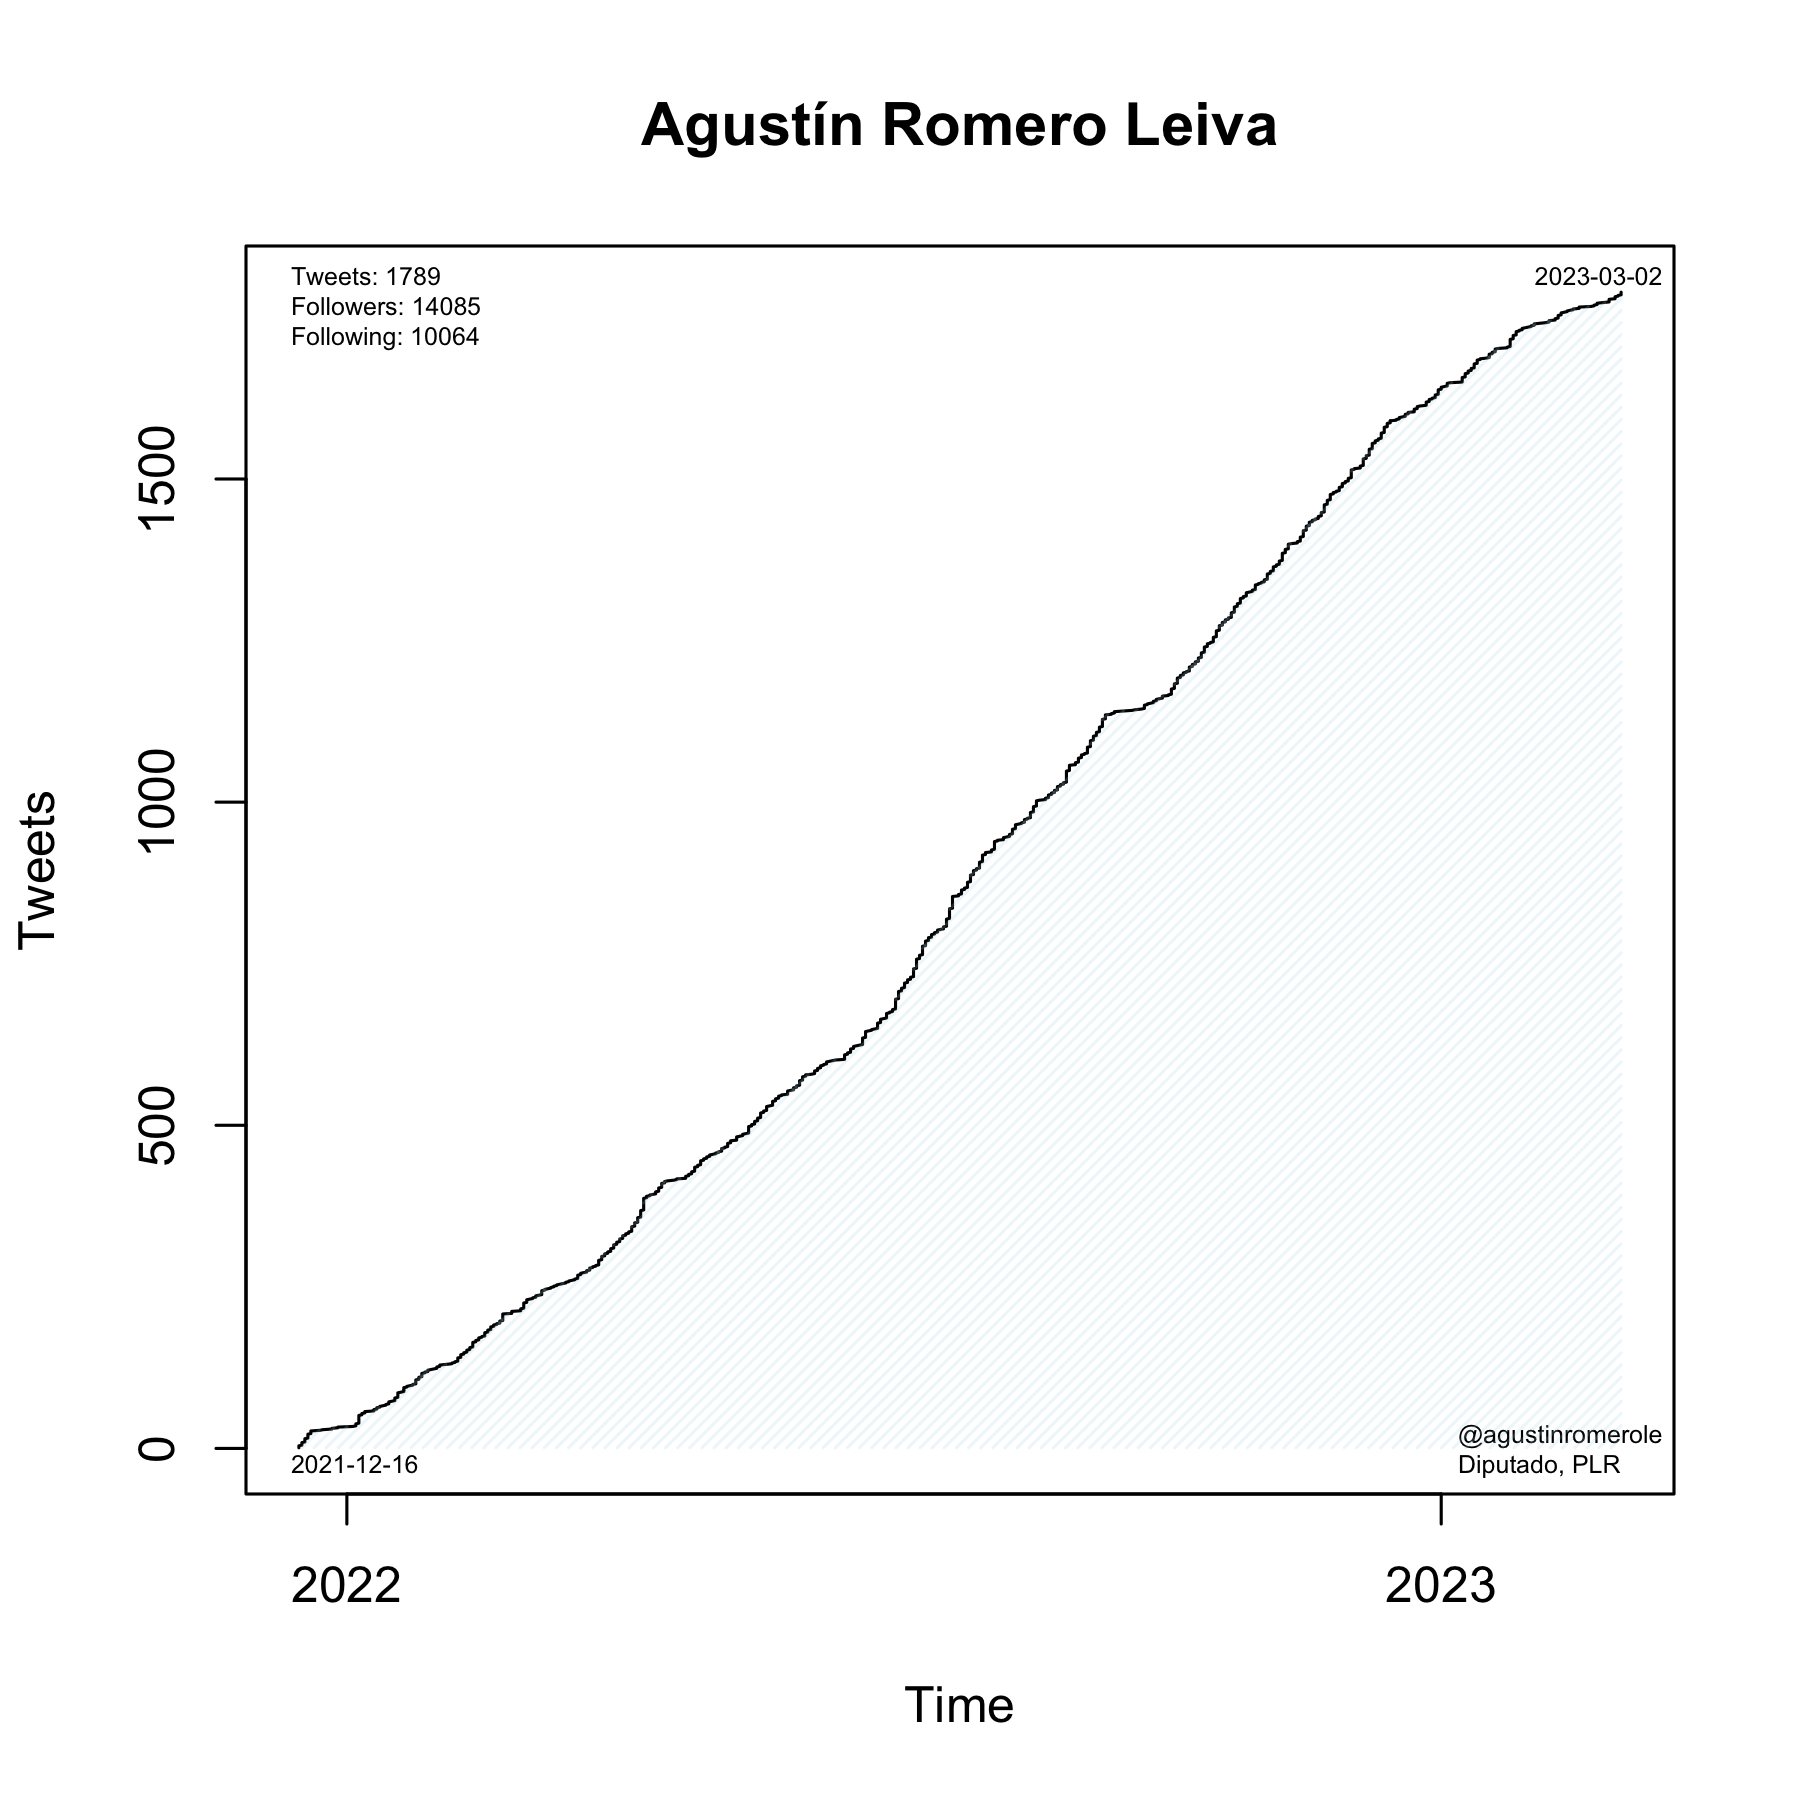 Agustín Romero Leiva
Tweets: 1789
Followers: 14085
Following: 10064
2023-03-02
1500
1000
500
0
Tweets
2021-12-16
@agustinromerole
Diputado, PLR
2022
2023
Time